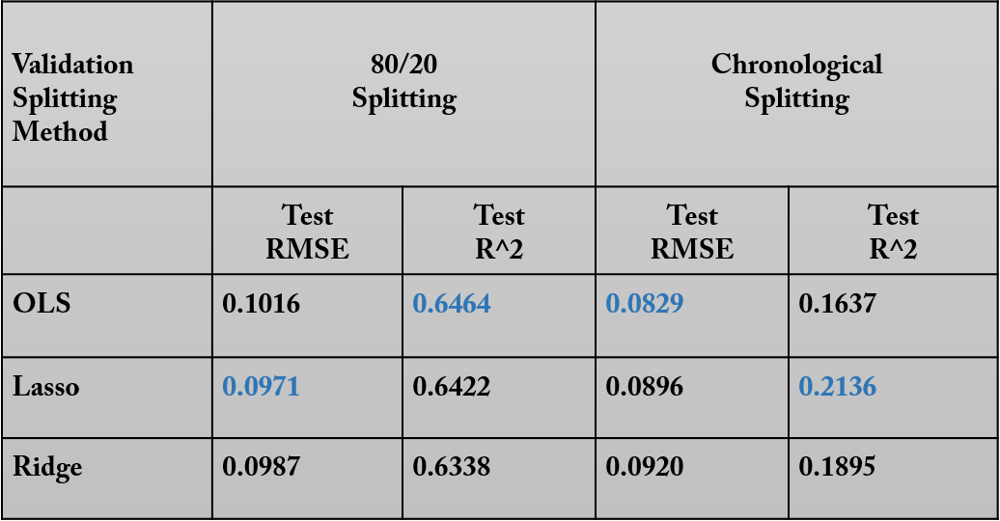 Validation
Splitting
Method
80/20
Splitting
Chronological
Splitting
Test
RMSE
Test
R^2
Test
RMSE
Test
R^2
OLS 0.1016 0.6464 0.0829 0.1637
Lasso 0.0971 0.6422 0.0896 0.2136
Ridge 0.0987 0.6338 0.0920 0.1895